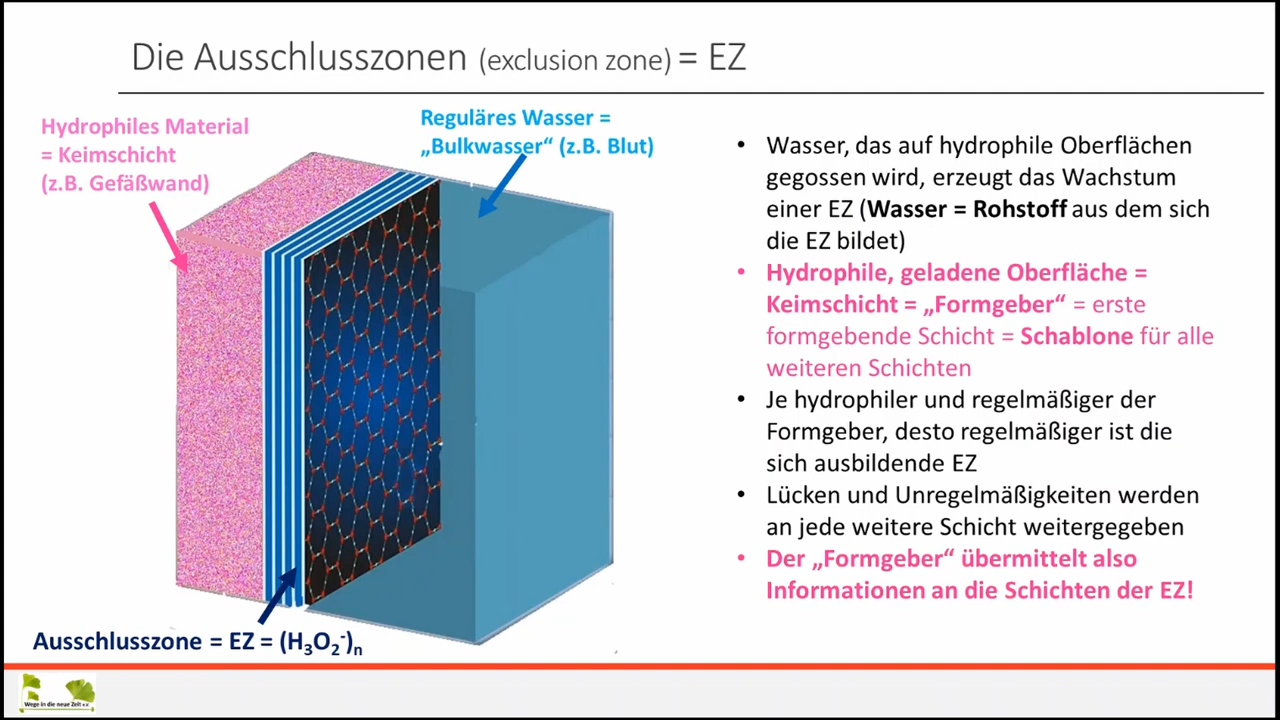 Die Ausschlusszonen (exclusion zone) = EZ
Hydrophiles Material
= Keimschicht
(z.B. Gefäßwand)
Reguläres Wasser =
„Bulkwasser“ (z.B. Blut)
• Wasser, das auf hydrophile Oberflächen
gegossen wird, erzeugt das Wachstum
einer EZ (Wasser = Rohstoff aus dem sich
die EZ bildet)
• Hydrophile, geladene Oberfläche =
Keimschicht = „Formgeber“ = erste
formgebende Schicht = Schablone für alle
weiteren Schichten
• Je hydrophiler und regelmäßiger der
Formgeber, desto regelmäßiger ist die
sich ausbildende EZ
• Lücken und Unregelmäßigkeiten werden
an jede weitere Schicht weitergegeben
• Der „Formgeber“ übermittelt also
Informationen an die Schichten der EZ!
Ausschlusszone = EZ = (H₃O₂⁻)ₙ
Wege in die neue Zeit e.V.